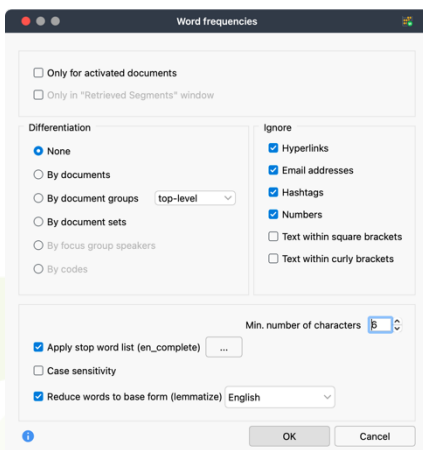 Word frequencies
Only for activated documents
Only in "Retrieved Segments" window
Differentiation
None
By documents
By document groups top-level
By document sets
By focus group speakers
By codes
Ignore
Hyperlinks
Email addresses
Hashtags
Numbers
Text within square brackets
Text within curly brackets
Min. number of characters 6
Apply stop word list (en_complete) ...
Case sensitivity
Reduce words to base form (lemmatize) English
OK Cancel